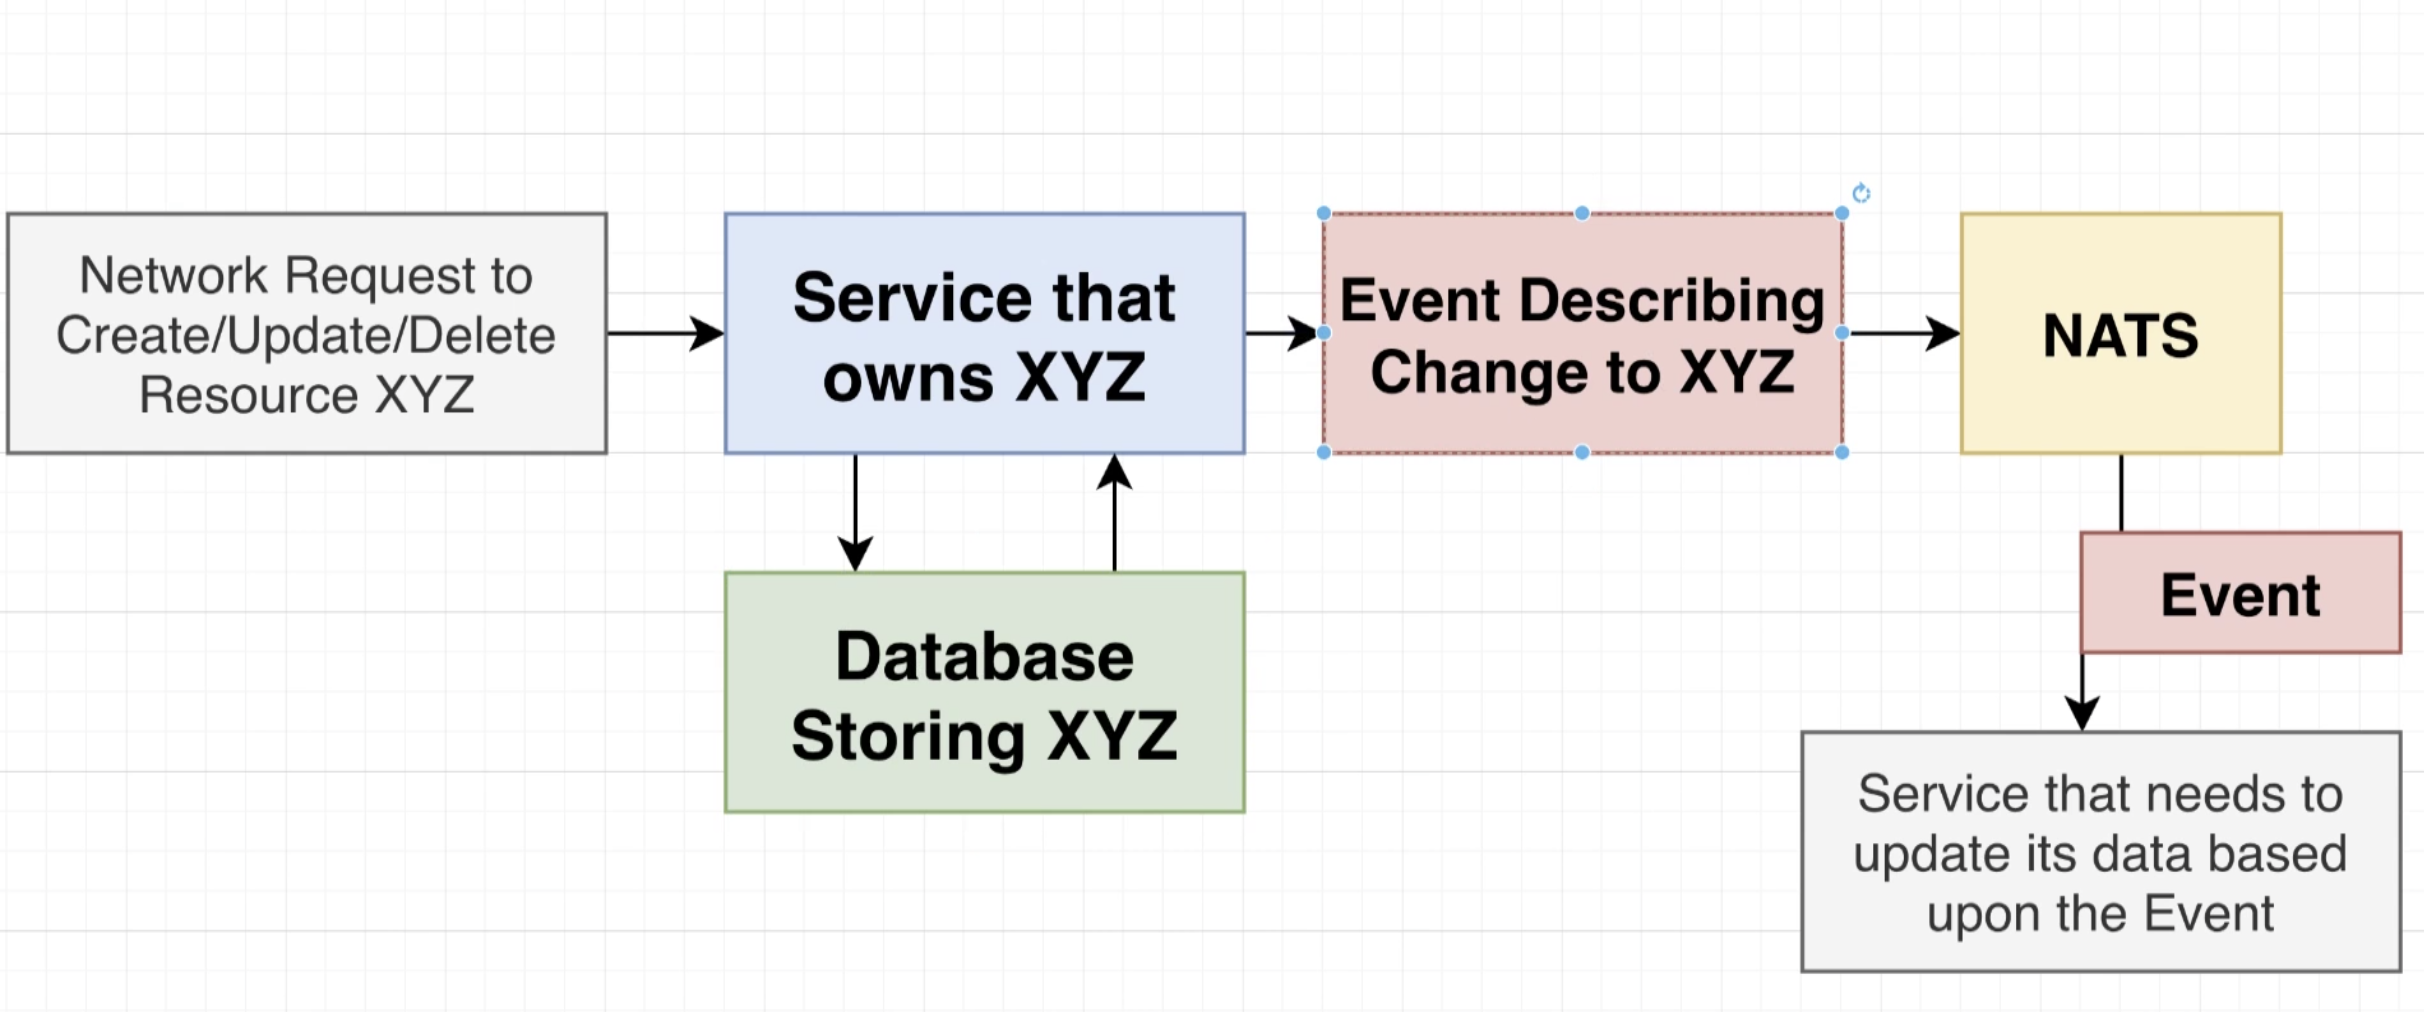 Network Request to
Create/Update/Delete
Resource XYZ
Service that
owns XYZ
Event Describing
Change to XYZ
NATS
Database
Storing XYZ
Event
Service that needs to
update its data based
upon the Event